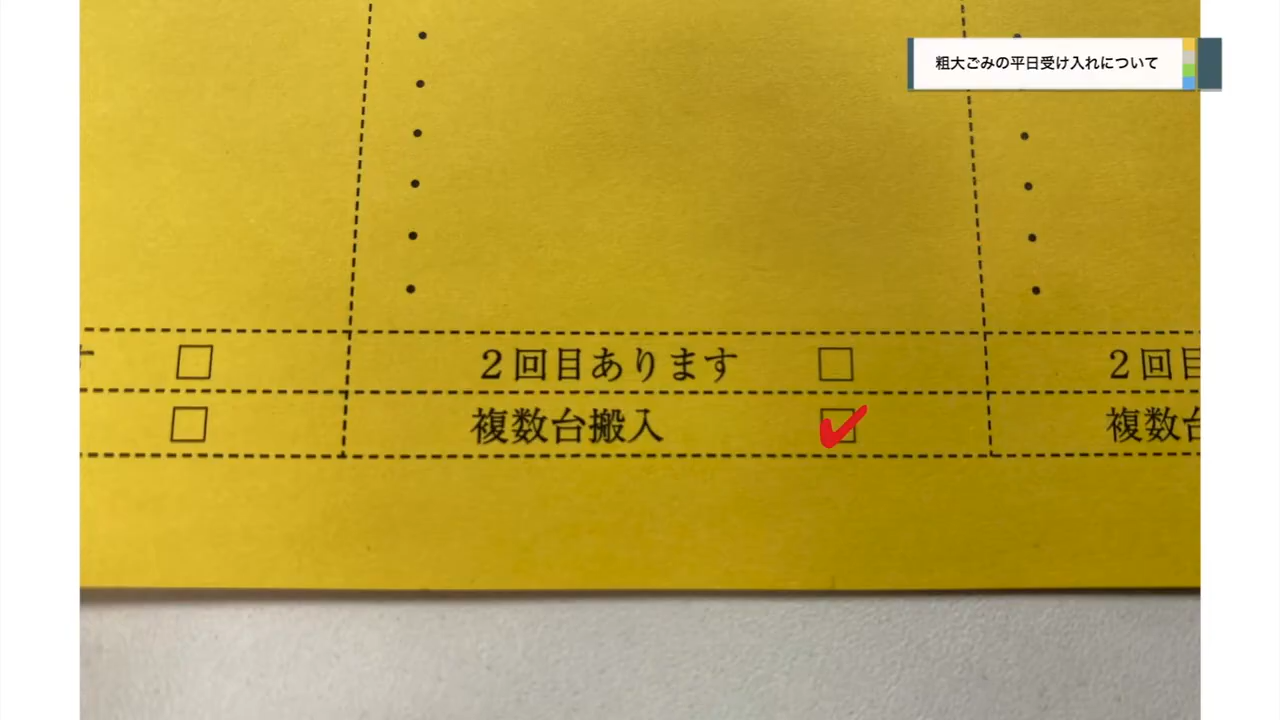 粗大ごみの平日受け入れについて
２回目あります
２回目
複数台搬入
複数台